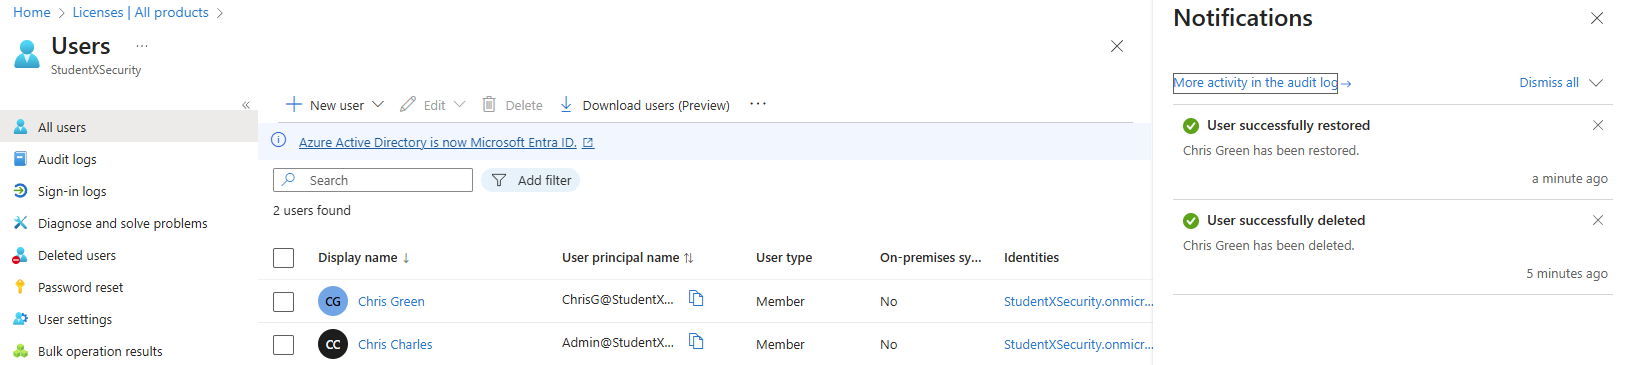 Home > Licenses | All products >
Users ...
StudentXSecurity
«
All users
Audit logs
Sign-in logs
Diagnose and solve problems
Deleted users
Password reset
User settings
Bulk operation results
New user Edit Delete Download users (Preview) ...
Azure Active Directory is now Microsoft Entra ID.
Search Add filter
2 users found
Display name ↓ User principal name ↑↓ User type On-premises sy... Identities
CG Chris Green ChrisG@StudentX... Member No StudentXSecurity.onmicr...
CC Chris Charles Admin@StudentX... Member No StudentXSecurity.onmicr...
Notifications
More activity in the audit log → Dismiss all
User successfully restored
Chris Green has been restored.
a minute ago
User successfully deleted
Chris Green has been deleted.
5 minutes ago